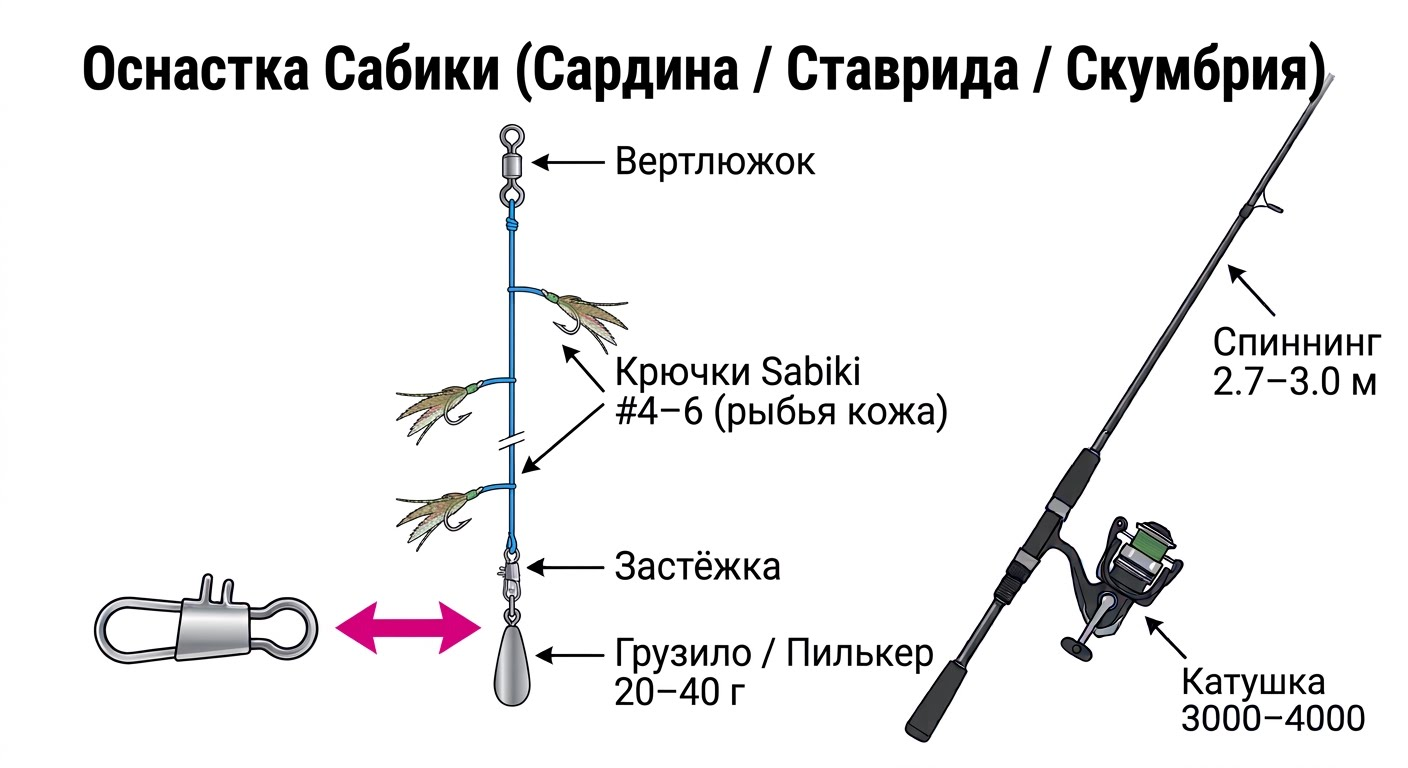 Оснастка Сабики (Сардина / Ставрида / Скумбрия)
Вертлюжок
Крючки Sabiki
#4–6 (рыбья кожа)
Застёжка
Грузило / Пилькер
20–40 г
Спиннинг
2.7–3.0 м
Катушка
3000–4000